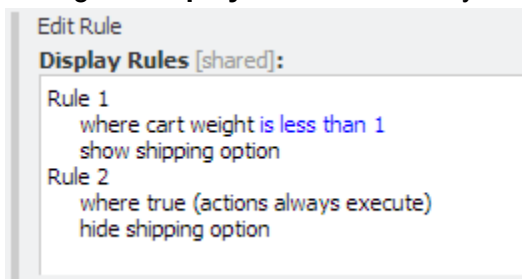 Edit Rule
Display Rules [shared]:
Rule 1
where cart weight is less than 1
show shipping option
Rule 2
where true (actions always execute)
hide shipping option